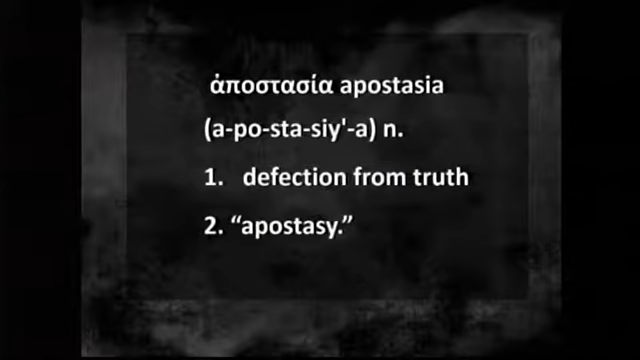 ἀποστασία apostasia
(a-po-sta-siy'-a) n.
1. defection from truth
2. “apostasy.”